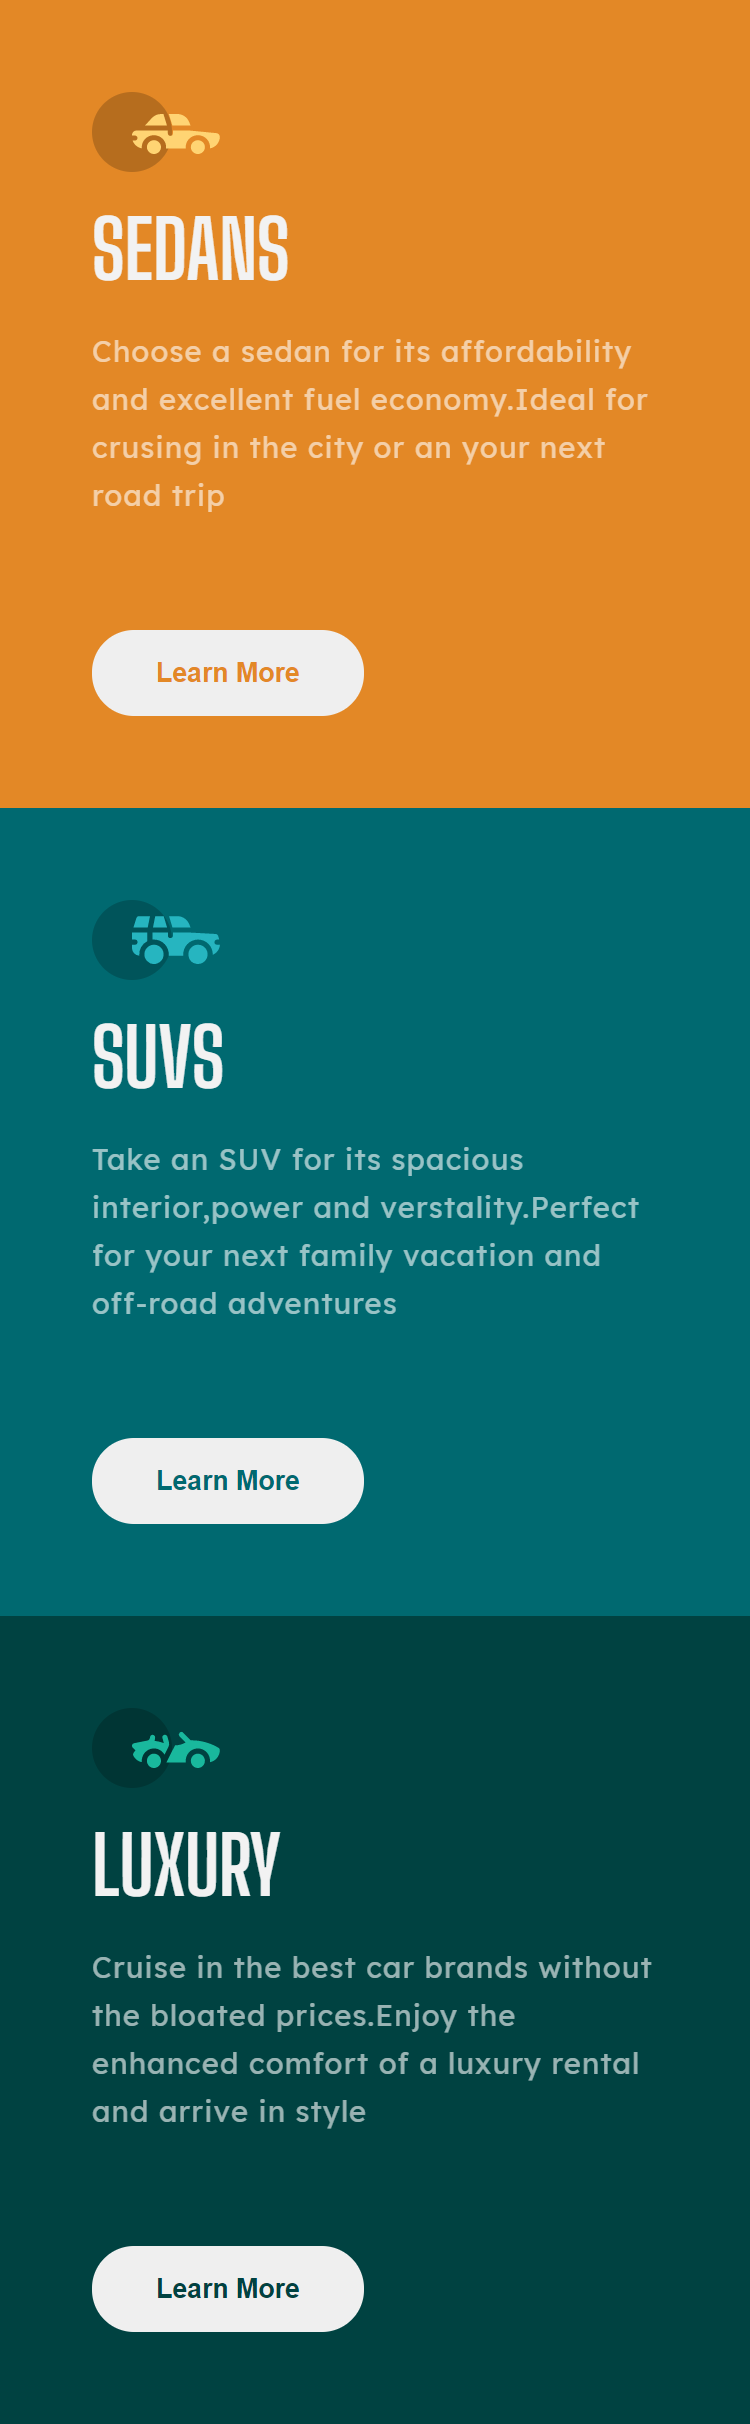 SEDANS
Choose a sedan for its affordability
and excellent fuel economy.Ideal for
crusing in the city or an your next
road trip
Learn More
SUVS
Take an SUV for its spacious
interior,power and verstality.Perfect
for your next family vacation and
off-road adventures
Learn More
LUXURY
Cruise in the best car brands without
the bloated prices.Enjoy the
enhanced comfort of a luxury rental
and arrive in style
Learn More